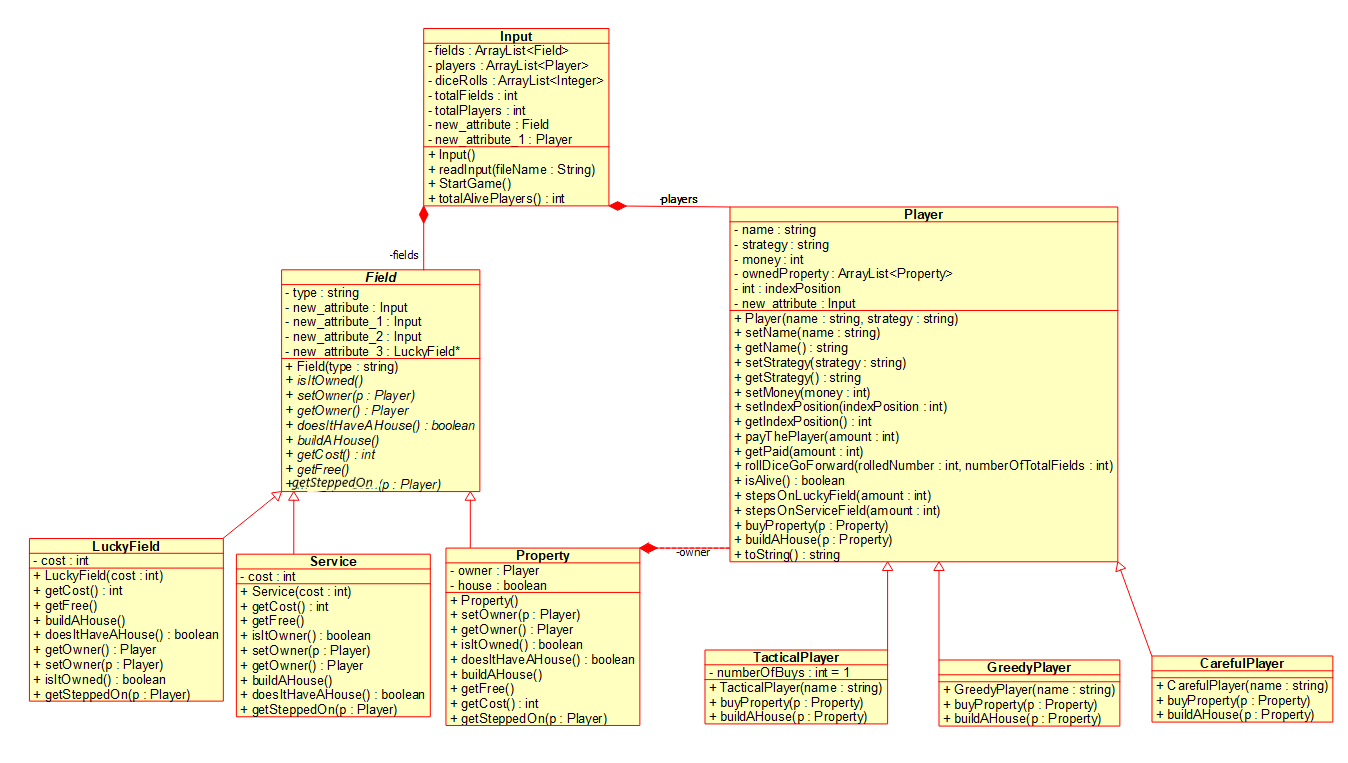 Input
- fields : ArrayList<Field>
- players : ArrayList<Player>
- diceRolls : ArrayList<Integer>
- totalFields : int
- totalPlayers : int
- new_attribute : Field
- new_attribute_1 : Player
+ Input()
+ readInput(fileName : String)
+ StartGame()
+ totalAlivePlayers() : int
-players
-fields
Player
- name : string
- strategy : string
- money : int
- ownedProperty : ArrayList<Property>
- int : indexPosition
- new_attribute : Input
+ Player(name : string, strategy : string)
+ setName(name : string)
+ getName() : string
+ setStrategy(strategy : string)
+ getStrategy() : string
+ setMoney(money : int)
+ setIndexPosition(indexPosition : int)
+ getIndexPosition() : int
+ payThePlayer(amount : int)
+ getPaid(amount : int)
+ rollDiceGoForward(rolledNumber : int, numberOfTotalFields : int)
+ isAlive() : boolean
+ stepsOnLuckyField(amount : int)
+ stepsOnServiceField(amount : int)
+ buyProperty(p : Property)
+ buildAHouse(p : Property)
+ toString() : string
Field
- type : string
- new_attribute : Input
- new_attribute_1 : Input
- new_attribute_2 : Input
- new_attribute_3 : LuckyField*
+ Field(type : string)
+ isItOwned()
+ setOwner(p : Player)
+ getOwner() : Player
+ doesItHaveAHouse() : boolean
+ buildAHouse()
+ getCost() : int
+ getFree()
+getSteppedOn(p : Player)
LuckyField
- cost : int
+ LuckyField(cost : int)
+ getCost() : int
+ getFree()
+ buildAHouse()
+ doesItHaveAHouse() : boolean
+ getOwner() : Player
+ setOwner(p : Player)
+ isItOwned() : boolean
+ getSteppedOn(p : Player)
Service
- cost : int
+ Service(cost : int)
+ getCost() : int
+ getFree()
+ isItOwner() : boolean
+ setOwner(p : Player)
+ getOwner() : Player
+ buildAHouse()
+ doesItHaveAHouse() : boolean
+ getSteppedOn(p : Player)
Property
- owner : Player
- house : boolean
+ Property()
+ setOwner(p : Player)
+ getOwner() : Player
+ isItOwned() : boolean
+ doesItHaveAHouse() : boolean
+ buildAHouse()
+ getFree()
+ getCost() : int
+ getSteppedOn(p : Player)
-owner
TacticalPlayer
- numberOfBuys : int = 1
+ TacticalPlayer(name : string)
+ buyProperty(p : Property)
+ buildAHouse(p : Property)
GreedyPlayer
+ GreedyPlayer(name : string)
+ buyProperty(p : Property)
+ buildAHouse(p : Property)
CarefulPlayer
+ CarefulPlayer(name : string)
+ buyProperty(p : Property)
+ buildAHouse(p : Property)